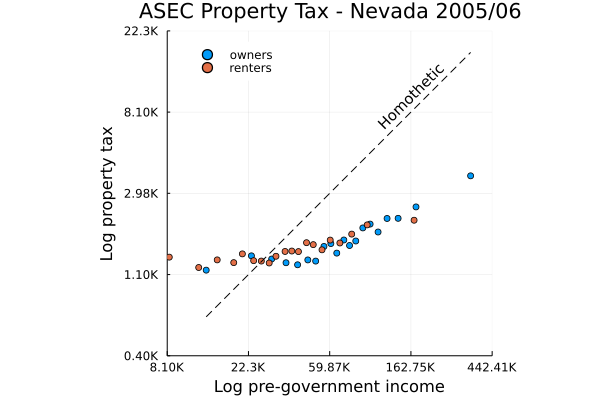 ASEC Property Tax - Nevada 2005/06
22.3K
owners
renters
Homothetic
8.10K
2.98K
1.10K
0.40K
Log property tax
8.10K 22.3K 59.87K 162.75K 442.41K
Log pre-government income